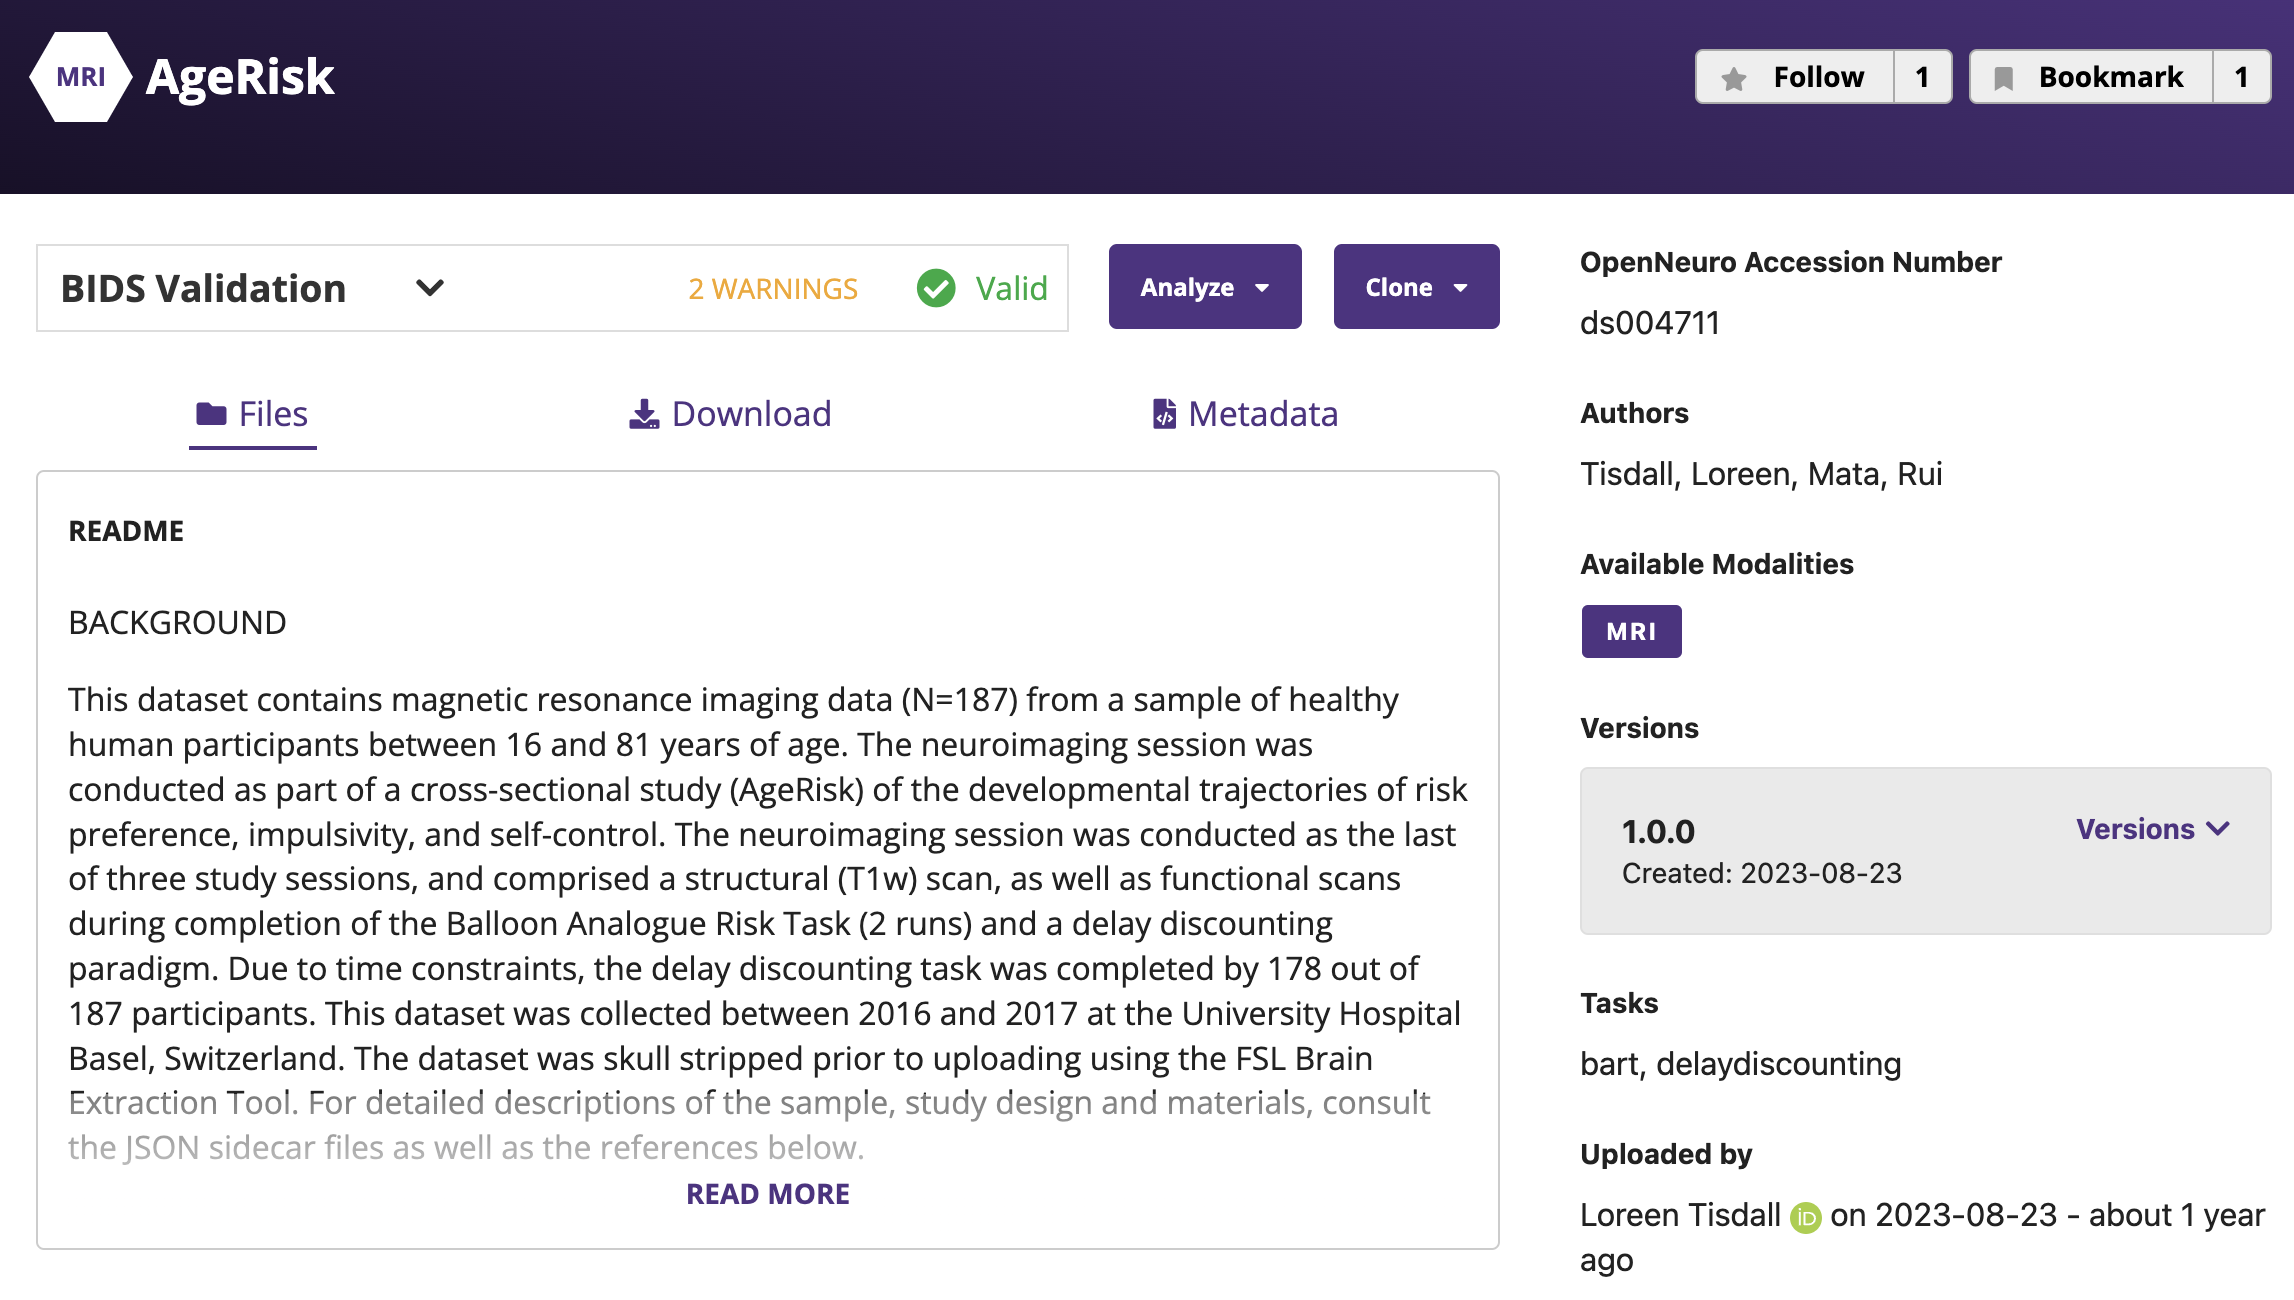 MRI AgeRisk
Follow 1 Bookmark 1
BIDS Validation 2 WARNINGS Valid
Analyze Clone
Files Download Metadata
README
BACKGROUND
This dataset contains magnetic resonance imaging data (N=187) from a sample of healthy
human participants between 16 and 81 years of age. The neuroimaging session was
conducted as part of a cross-sectional study (AgeRisk) of the developmental trajectories of risk
preference, impulsivity, and self-control. The neuroimaging session was conducted as the last
of three study sessions, and comprised a structural (T1w) scan, as well as functional scans
during completion of the Balloon Analogue Risk Task (2 runs) and a delay discounting
paradigm. Due to time constraints, the delay discounting task was completed by 178 out of
187 participants. This dataset was collected between 2016 and 2017 at the University Hospital
Basel, Switzerland. The dataset was skull stripped prior to uploading using the FSL Brain
Extraction Tool. For detailed descriptions of the sample, study design and materials, consult
the JSON sidecar files as well as the references below.
READ MORE
OpenNeuro Accession Number
ds004711
Authors
Tisdall, Loreen, Mata, Rui
Available Modalities
MRI
Versions
1.0.0 Versions
Created: 2023-08-23
Tasks
bart, delaydiscounting
Uploaded by
Loreen Tisdall iD on 2023-08-23 - about 1 year
ago